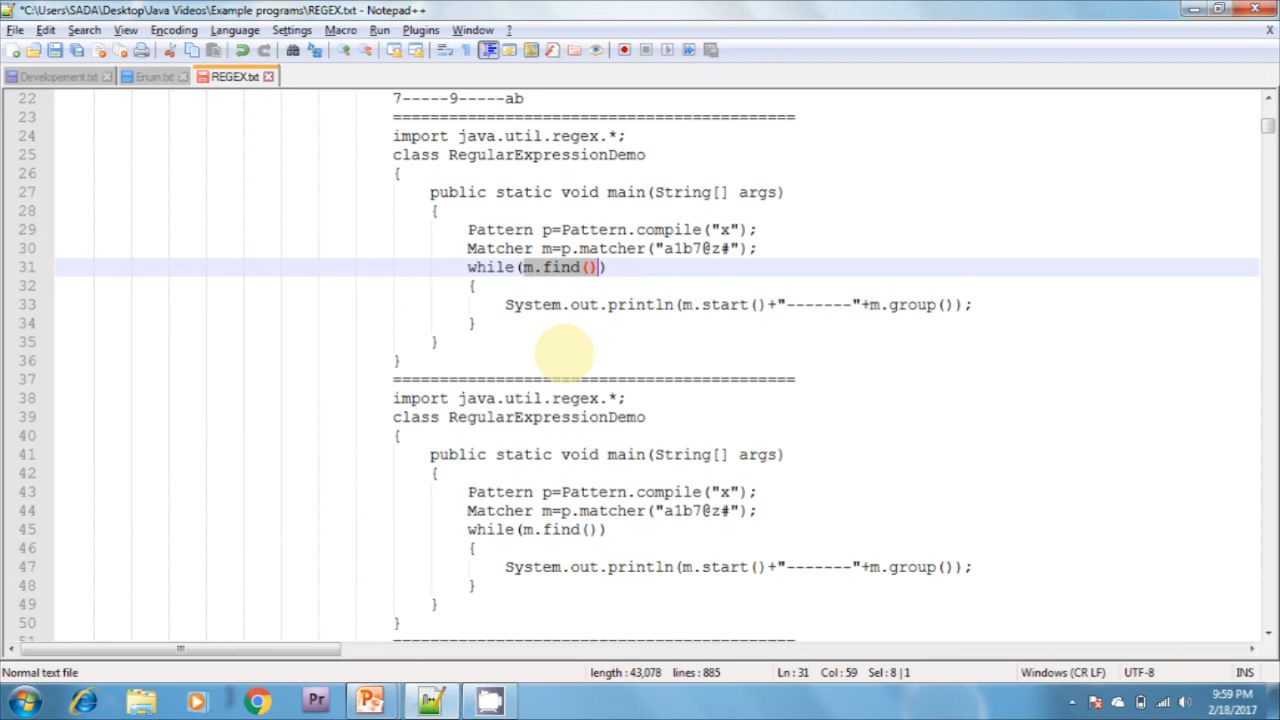 *C:\Users\SADA\Desktop\Java Videos\Example programs\REGEX.txt - Notepad++
File Edit Search View Encoding Language Settings Macro Run Plugins Window ? X
Developement.txt Enum.txt REGEX.txt
22 7-----9-----ab
23 ===========================================
24 import java.util.regex.*;
25 class RegularExpressionDemo
26 {
27 public static void main(String[] args)
28 {
29 Pattern p=Pattern.compile("x");
30 Matcher m=p.matcher("a1b7@z#");
31 while(m.find())
32 {
33 System.out.println(m.start()+"-------"+m.group());
34 }
35 }
36 }
37 ===========================================
38 import java.util.regex.*;
39 class RegularExpressionDemo
40 {
41 public static void main(String[] args)
42 {
43 Pattern p=Pattern.compile("x");
44 Matcher m=p.matcher("a1b7@z#");
45 while(m.find())
46 {
47 System.out.println(m.start()+"-------"+m.group());
48 }
49 }
50 }
Normal text file length : 43,078 lines : 885 Ln : 31 Col : 59 Sel : 8 | 1 Windows (CR LF) UTF-8 INS
Pr
9:59 PM
2/18/2017